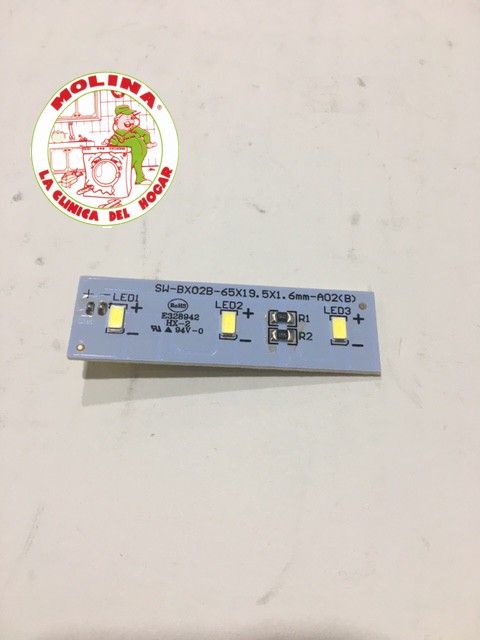 MOLINA®
LA CLINICA DEL HOGAR
SW-BX02B-65X19.5X1.6mm-A02(B)
+ - LED1 +
-
RoHS
E328942
HX-2
94V-0
LED2
+
-
R1
R2
LED3
+
-